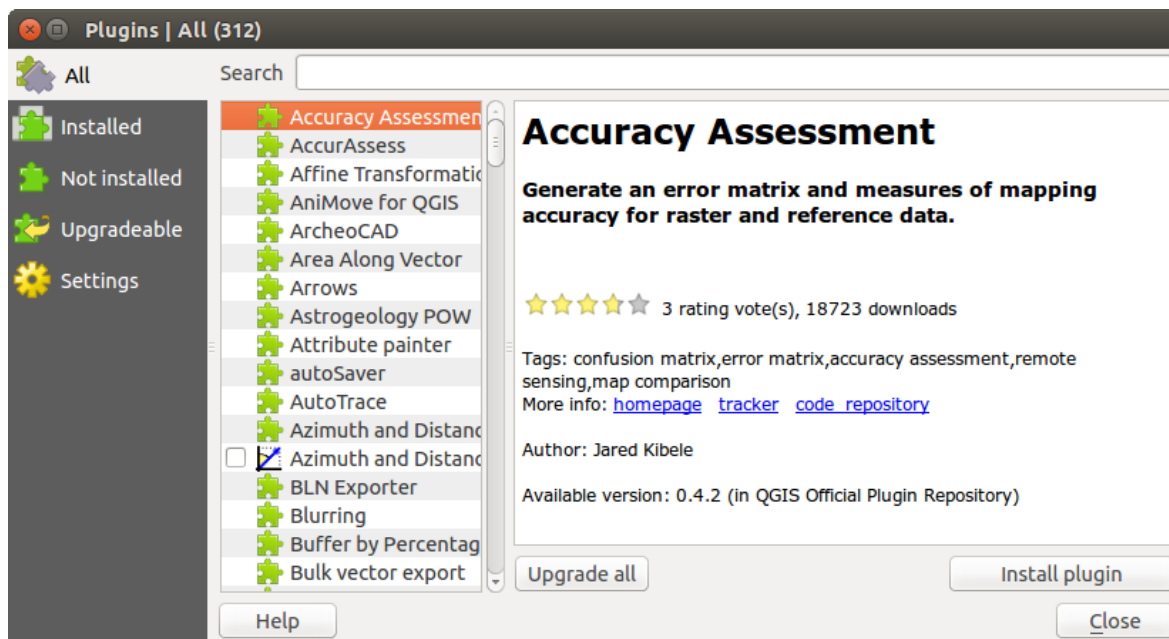 Plugins | All (312)
All
Search
Installed
Not installed
Upgradeable
Settings
Accuracy Assessmen
AccurAssess
Affine Transformatic
AniMove for QGIS
ArcheoCAD
Area Along Vector
Arrows
Astrogeology POW
Attribute painter
autoSaver
AutoTrace
Azimuth and Distanc
Azimuth and Distanc
BLN Exporter
Blurring
Buffer by Percentag
Bulk vector export
Accuracy Assessment
Generate an error matrix and measures of mapping
accuracy for raster and reference data.
3 rating vote(s), 18723 downloads
Tags: confusion matrix,error matrix,accuracy assessment,remote
sensing,map comparison
More info: homepage tracker code_repository
Author: Jared Kibele
Available version: 0.4.2 (in QGIS Official Plugin Repository)
Upgrade all
Install plugin
Help
Close